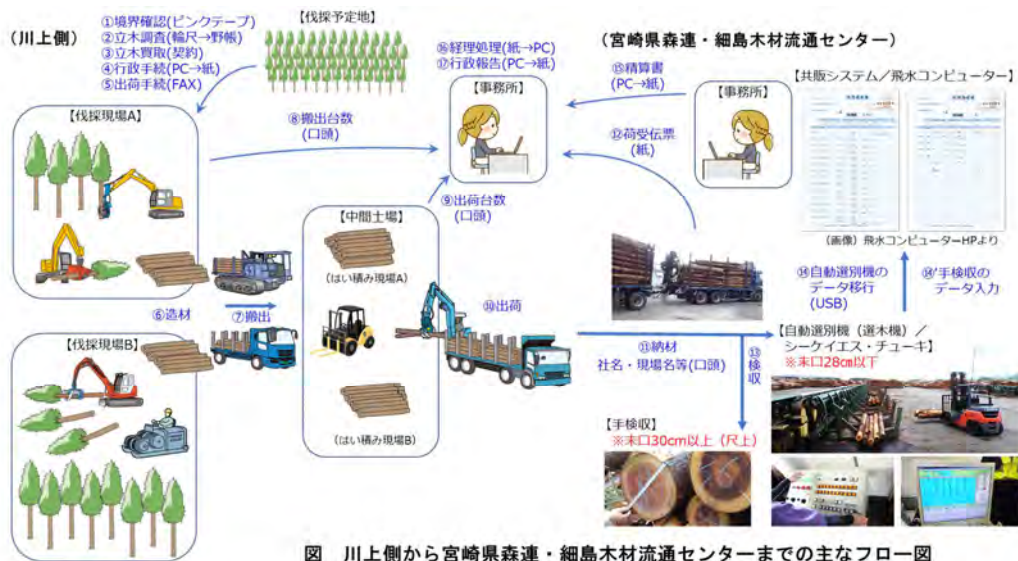 (川上側)
①境界確認(ピンクテープ)
②立木調査(輪尺→野帳)
③立木買取(契約)
④行政手続(PC→紙)
⑤出荷手続(FAX)
【伐採予定地】
⑯経理処理(紙→PC)
⑰行政報告(PC→紙)
【事務所】
(宮崎県森連・細島木材流通センター)
⑮精算書
(PC→紙)
【事務所】
【共販システム/飛水コンピューター】
(画像)飛水コンピューターHPより
【伐採現場A】
⑧搬出台数
(口頭)
⑫荷受伝票
(紙)
⑨出荷台数
(口頭)
【中間土場】
(はい積み現場A)
⑥造材
⑦搬出
⑩出荷
(はい積み現場B)
【伐採現場B】
⑪納材
社名・現場名等(口頭)
⑬検収
⑭自動選別機の
データ移行
(USB)
⑭'手検収の
データ入力
【自動選別機(選木機)/
シーケイエス・チューキ】
※末口28cm以下
【手検収】
※末口30cm以上(尺上)
図 川上側から宮崎県森連・細島木材流通センターまでの主なフロー図